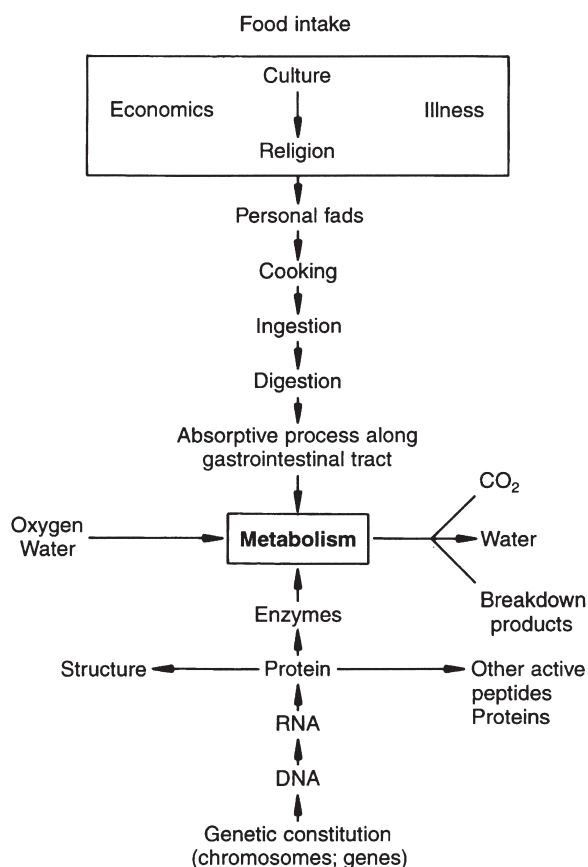 Food intake
Culture
Economics
Illness
Religion
Personal fads
Cooking
Ingestion
Digestion
Absorptive process along
gastrointestinal tract
CO₂
Oxygen
Water
Metabolism
Water
Breakdown
products
Enzymes
Structure
Protein
Other active
peptides
Proteins
RNA
DNA
Genetic constitution
(chromosomes; genes)